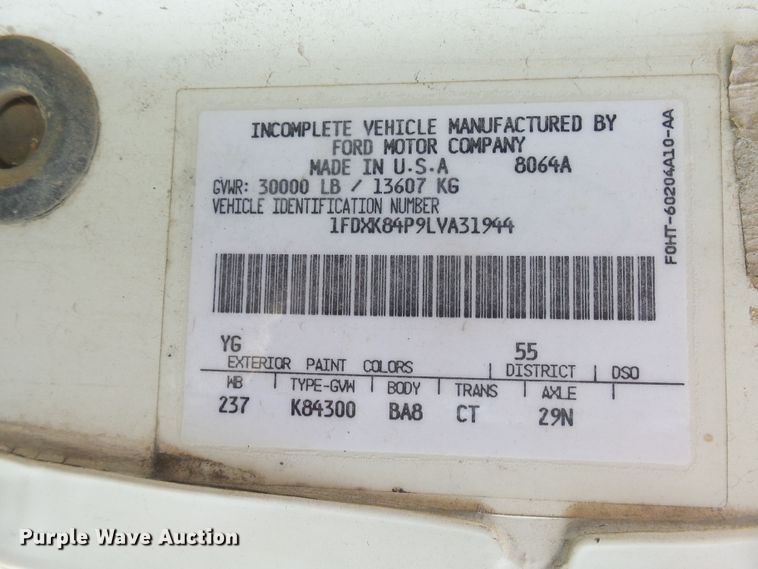 INCOMPLETE VEHICLE MANUFACTURED BY
FORD MOTOR COMPANY
MADE IN U.S.A 8064A
GVWR: 30000 LB / 13607 KG
VEHICLE IDENTIFICATION NUMBER
1FDXK84P9LVA31944
F0HT-60204A10-AA
YG 55
EXTERIOR PAINT COLORS DISTRICT DSO
WB TYPE-GVW BODY TRANS AXLE
237 K84300 BA8 CT 29N
Purple Wave Auction